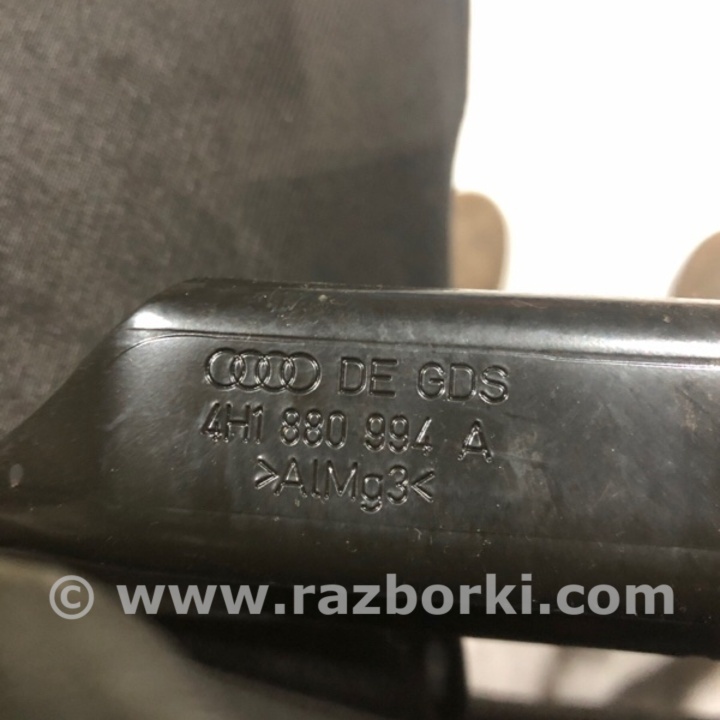 DE GDS
4H1 880 994 A
>AlMg3<
© www.razborki.com